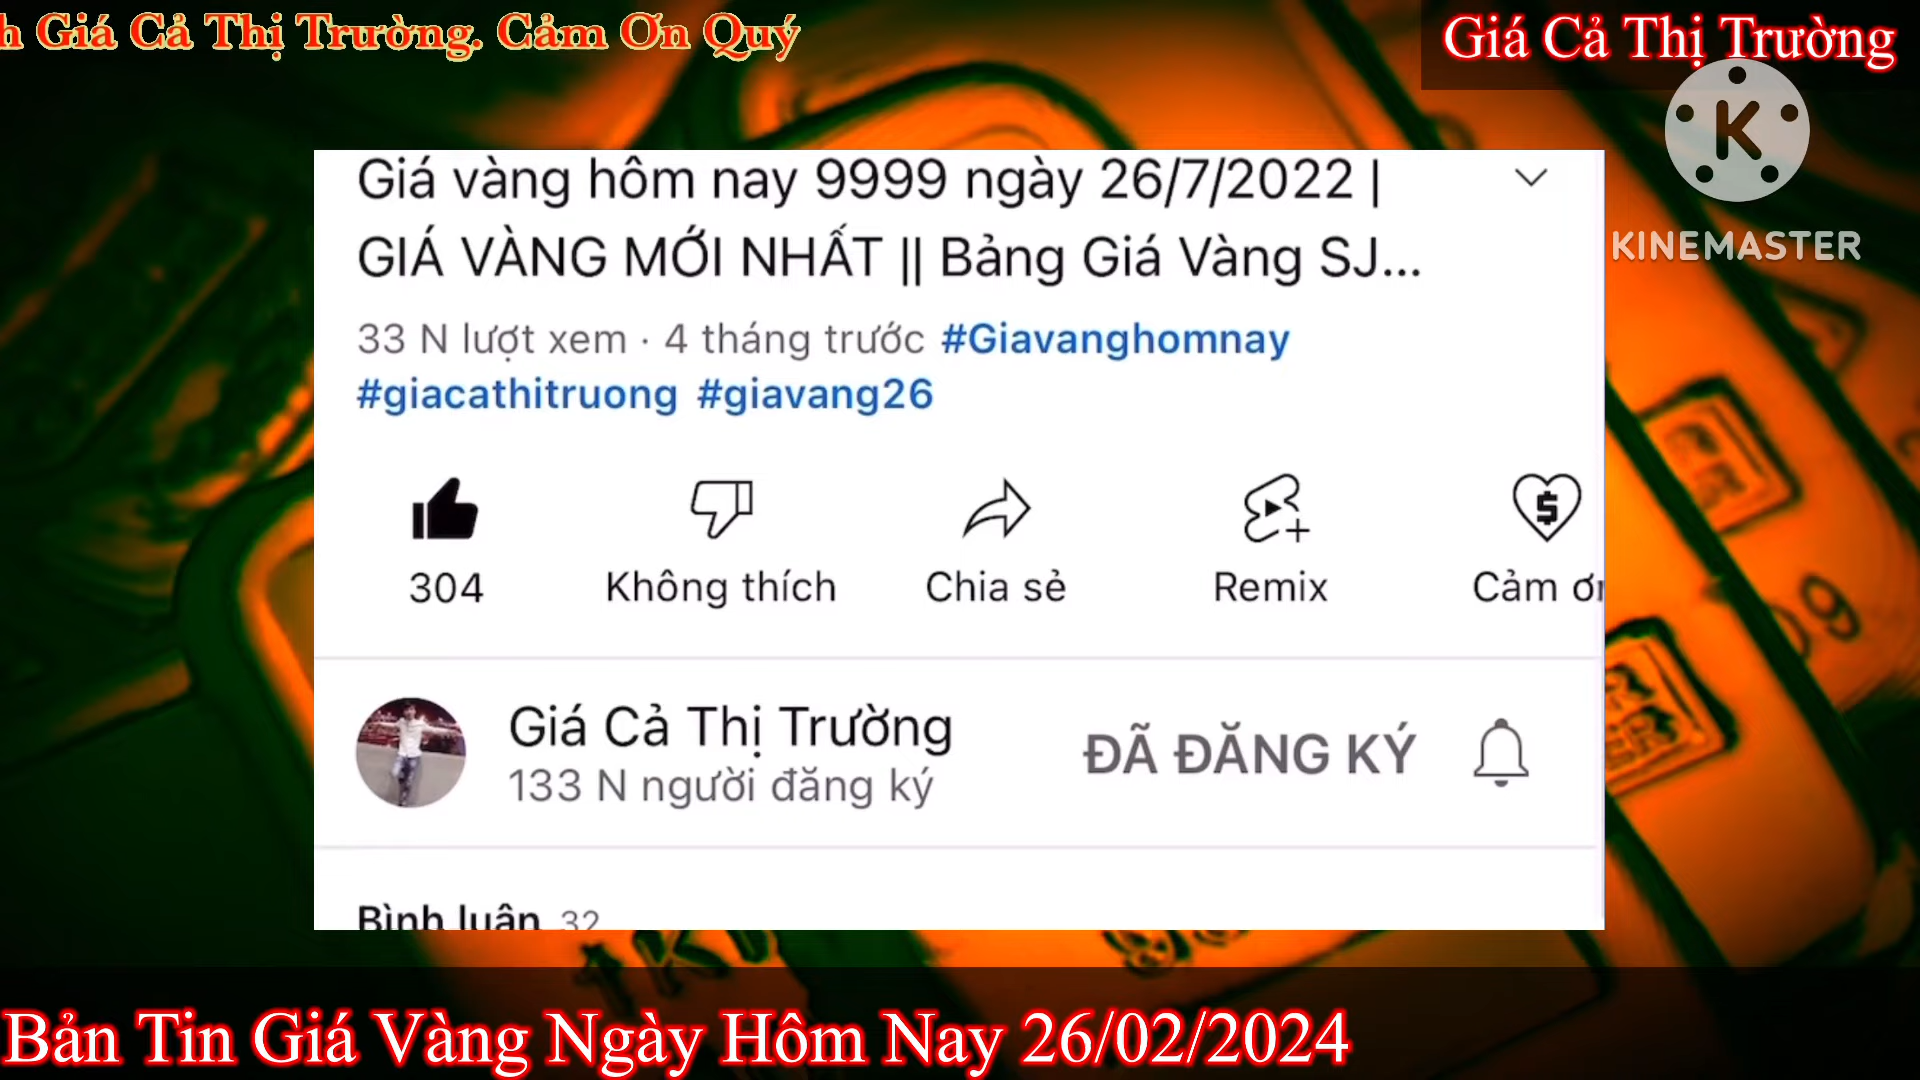 Giá Cả Thị Trường. Cảm Ơn Quý
Giá Cả Thị Trường
K
KINEMASTER
Giá vàng hôm nay 9999 ngày 26/7/2022 |
GIÁ VÀNG MỚI NHẤT || Bảng Giá Vàng SJ...
33 N lượt xem · 4 tháng trước #Giavanghomnay
#giacathitruong #giavang26
304
Không thích
Chia sẻ
Remix
Cảm ơn
Giá Cả Thị Trường
133 N người đăng ký
ĐÃ ĐĂNG KÝ
Bình luận 32
Bản Tin Giá Vàng Ngày Hôm Nay 26/02/2024